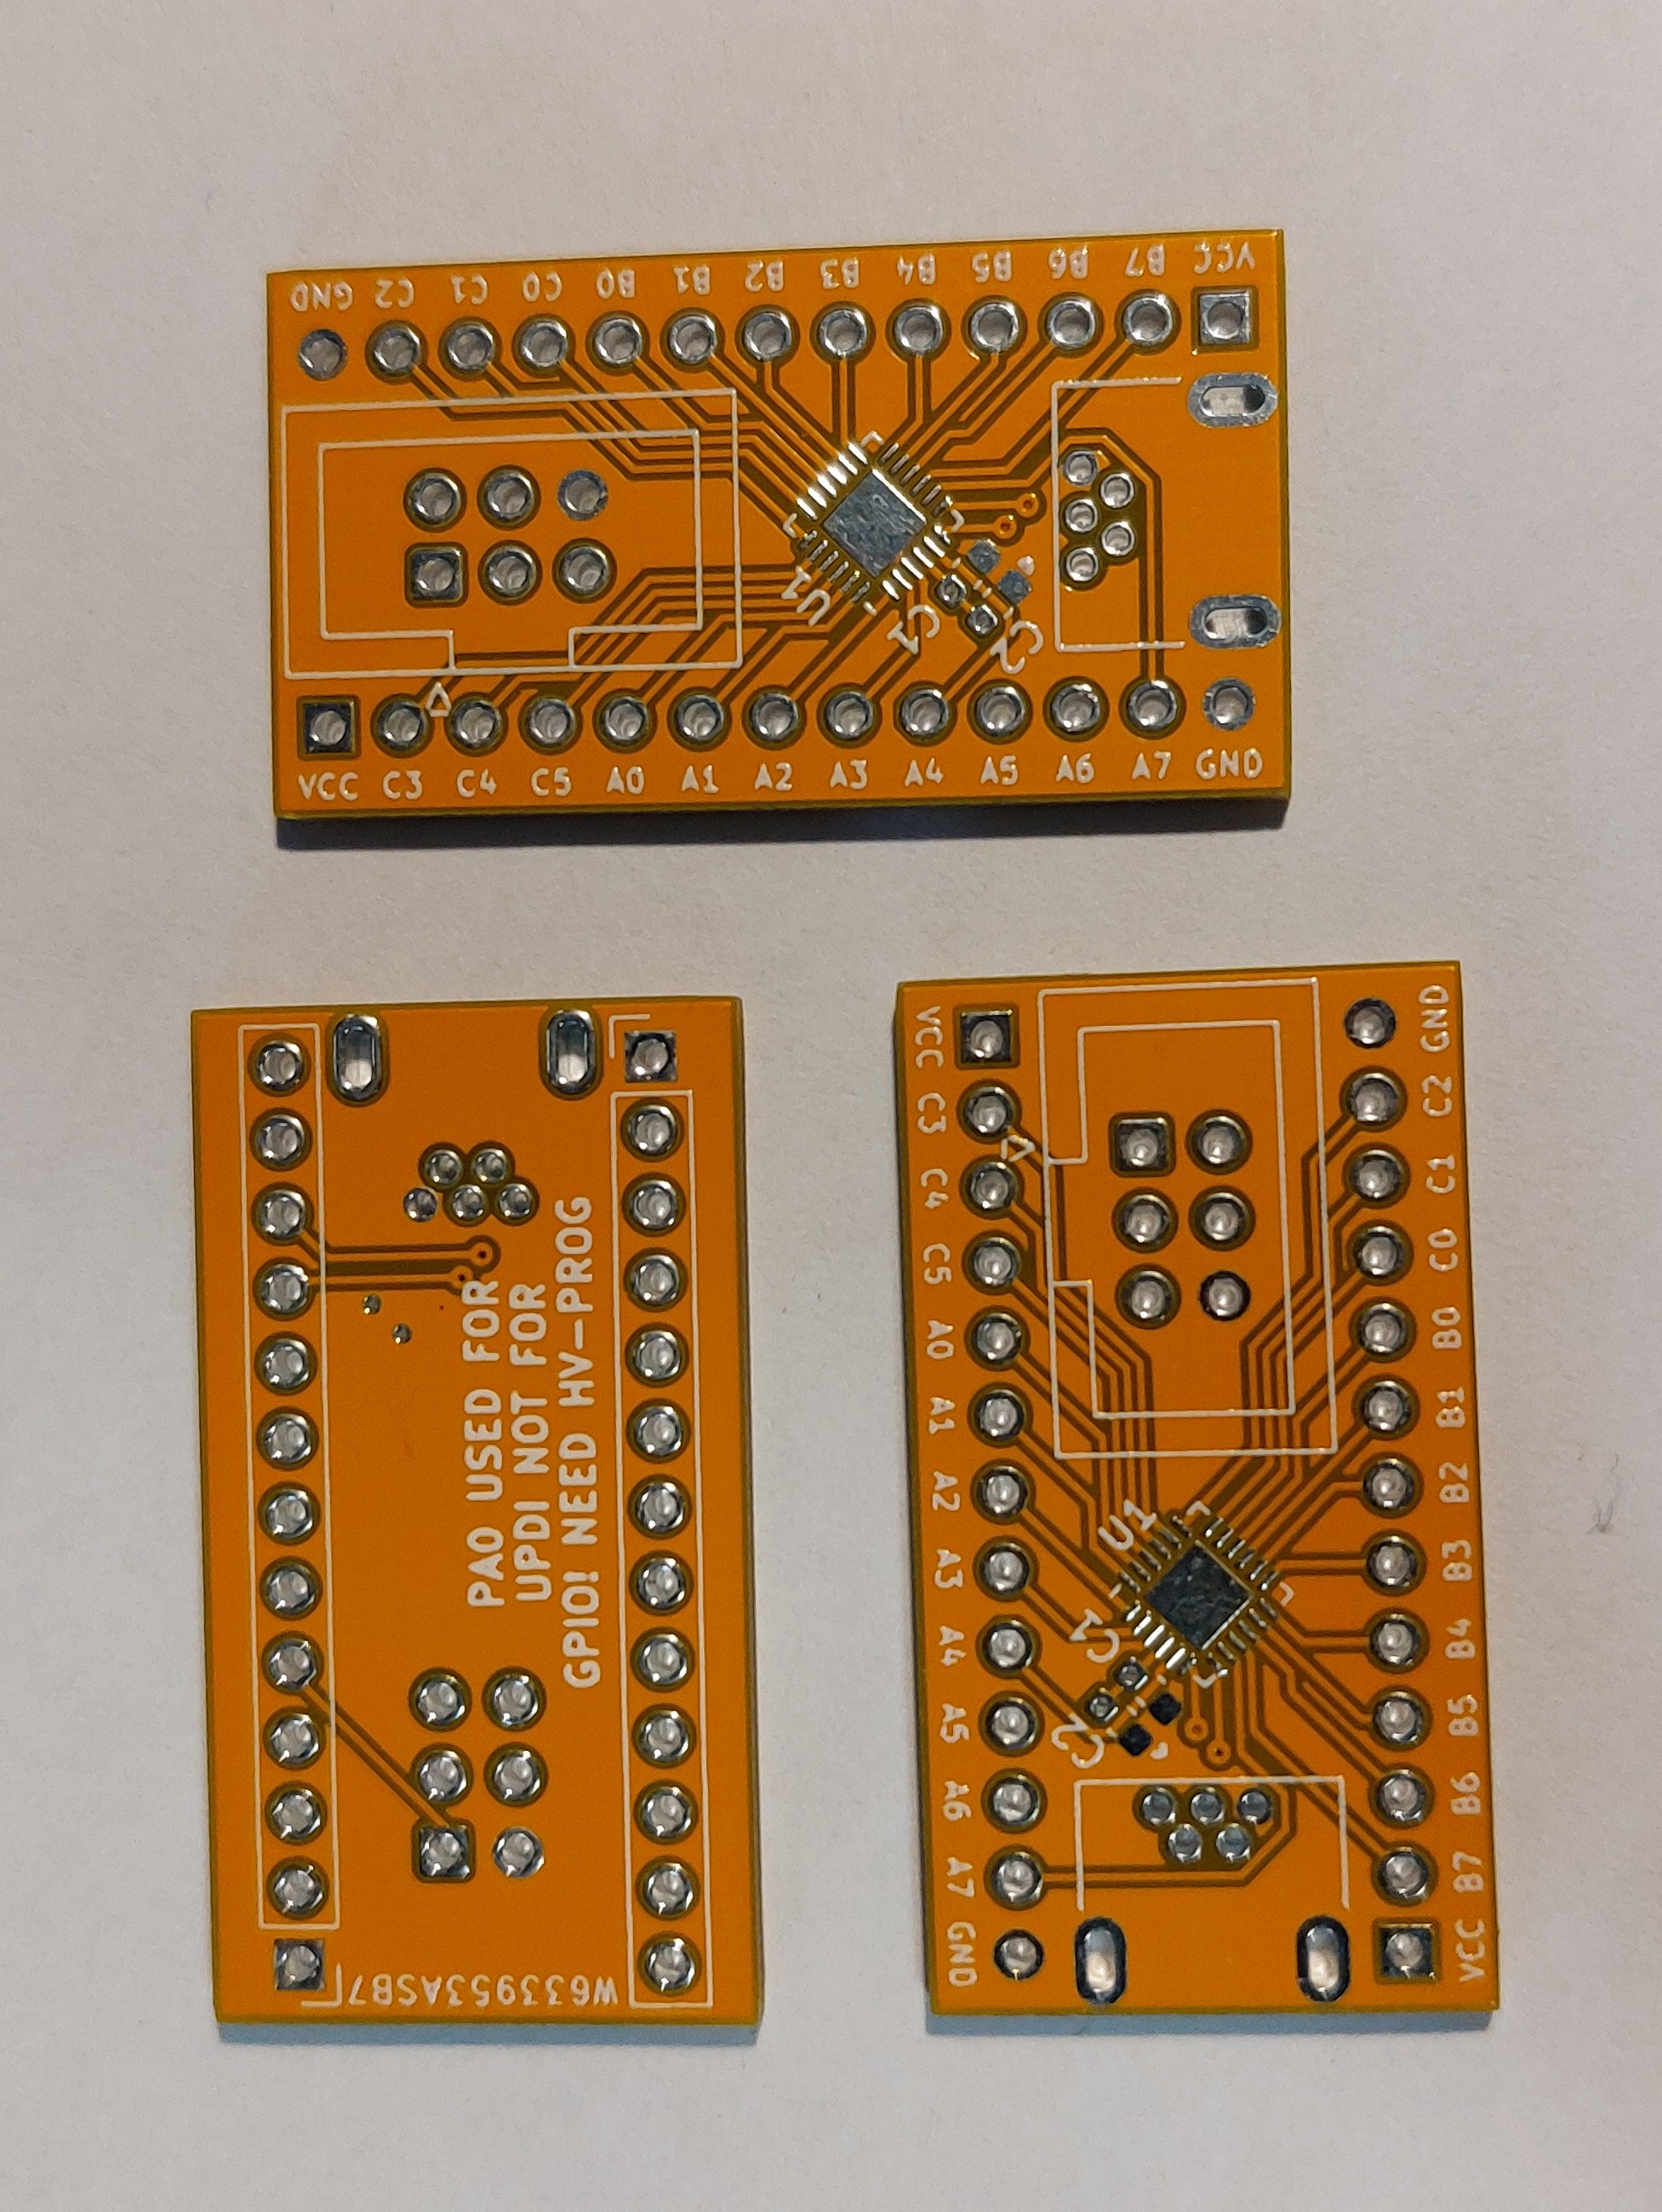 W633953ASB7
PA0 USED FOR
UPDI NOT FOR
GPIO! NEED HV-PROG
VCC
C3
C4
C5
A0
A1
A2
A3
A4
A5
A6
A7
GND
GND
C2
C1
C0
B0
B1
B2
B3
B4
B5
B6
B7
VCC
U1
C1
C2
GND A7 A6 A5 A4 A3 A2 A1 A0 C5 C4 C3 VCC
C2 C1 U1
VCC B7 B6 B5 B4 B3 B2 B1 B0 C0 C1 C2 GND